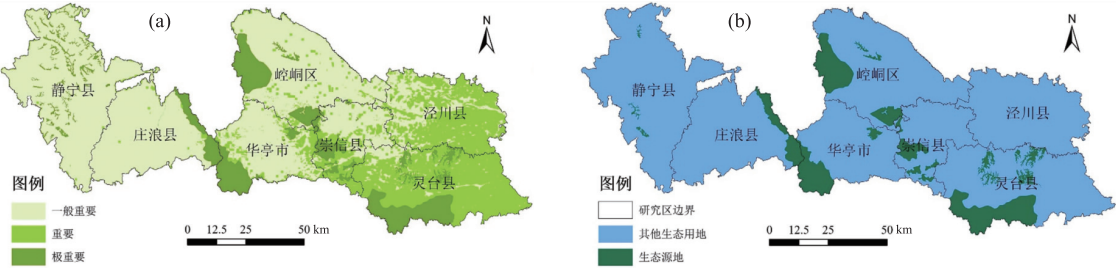 (a)
N
静宁县
庄浪县
崆峒区
泾川县
华亭市
崇信县
灵台县
图例
一般重要
重要
极重要
0 12.5 25 50 km
(b)
N
静宁县
庄浪县
崆峒区
泾川县
华亭市
崇信县
灵台县
图例
研究区边界
其他生态用地
生态源地
0 12.5 25 50 km